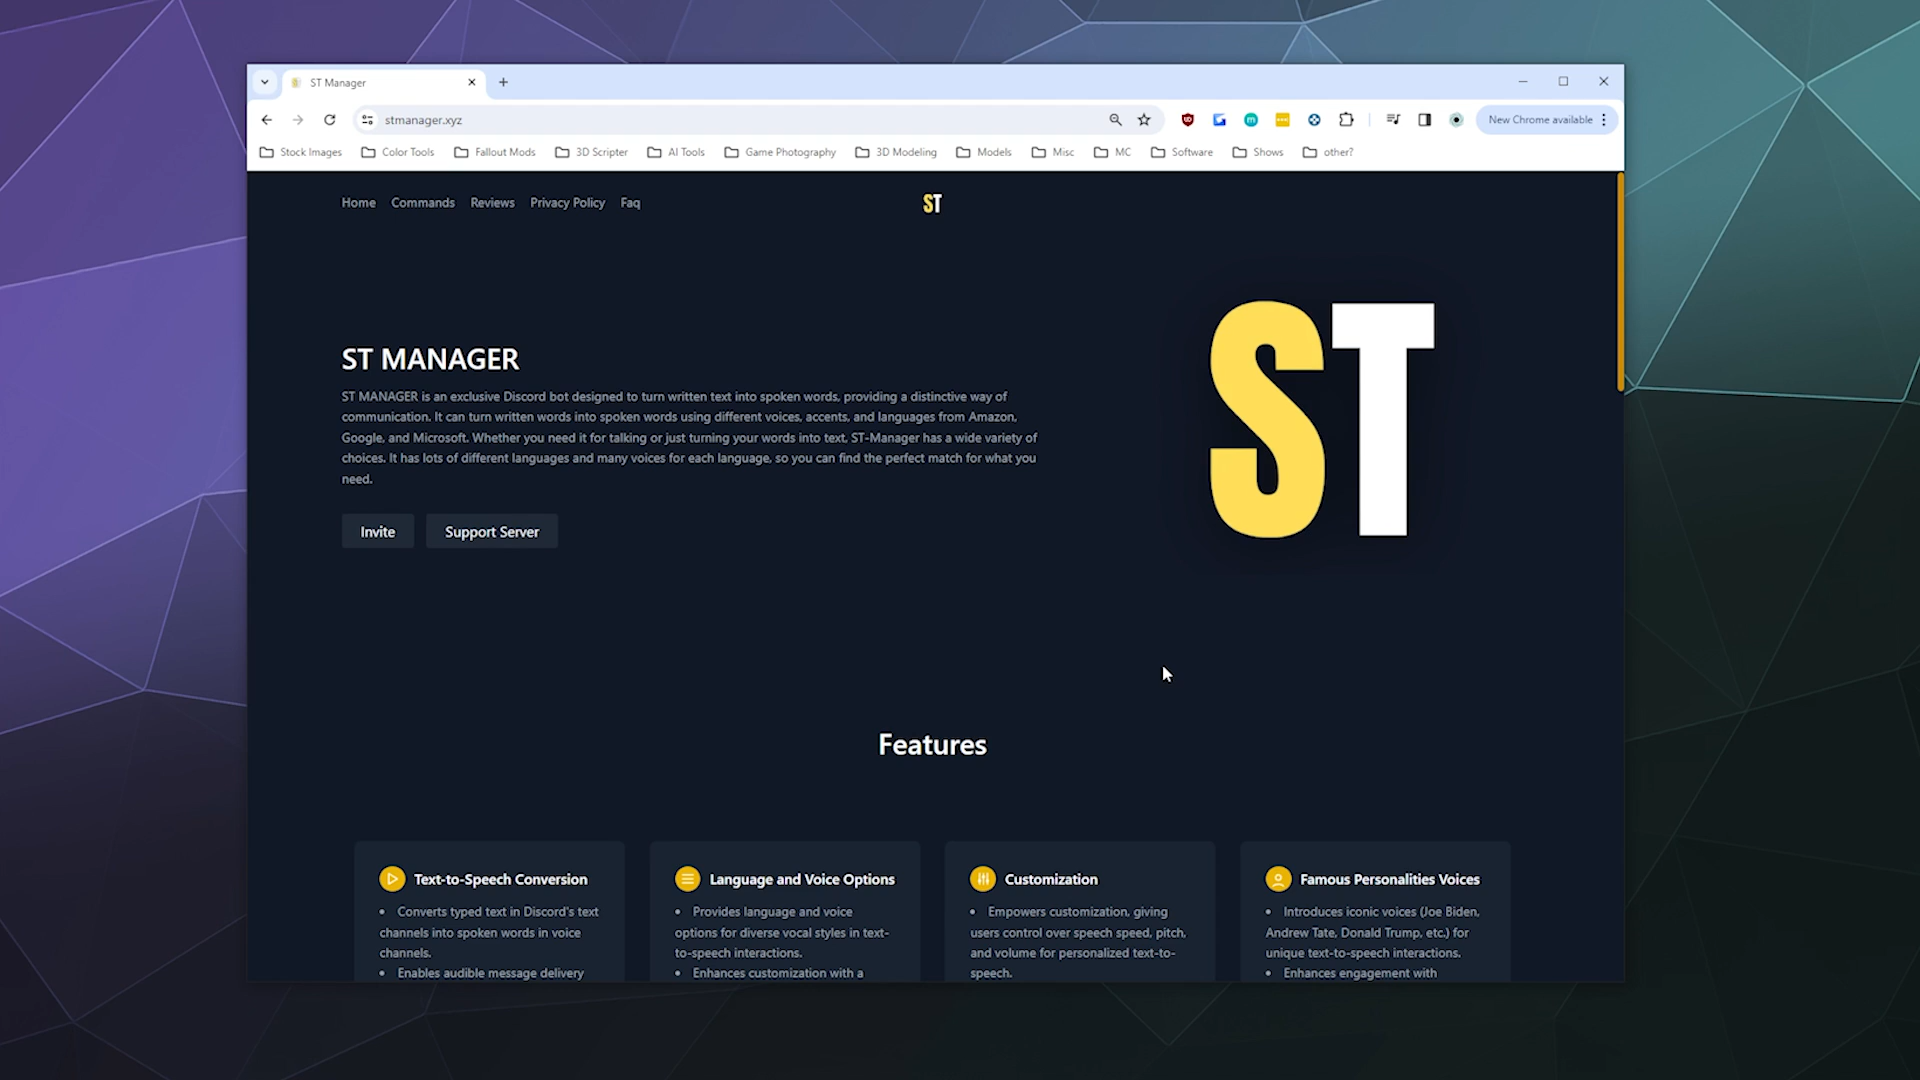 ST Manager
stmanager.xyz
New Chrome available
Stock Images
Color Tools
Fallout Mods
3D Scripter
AI Tools
Game Photography
3D Modeling
Models
Misc
MC
Software
Shows
other?
Home
Commands
Reviews
Privacy Policy
Faq
ST
ST MANAGER
ST MANAGER is an exclusive Discord bot designed to turn written text into spoken words, providing a distinctive way of
communication. It can turn written words into spoken words using different voices, accents, and languages from Amazon,
Google, and Microsoft. Whether you need it for talking or just turning your words into text, ST-Manager has a wide variety of
choices. It has lots of different languages and many voices for each language, so you can find the perfect match for what you
need.
Invite
Support Server
ST
Features
Text-to-Speech Conversion
• Converts typed text in Discord's text
channels into spoken words in voice
channels.
• Enables audible message delivery
Language and Voice Options
• Provides language and voice
options for diverse vocal styles in text-
to-speech interactions.
• Enhances customization with a
Customization
• Empowers customization, giving
users control over speech speed, pitch,
and volume for personalized text-to-
speech.
Famous Personalities Voices
• Introduces iconic voices (Joe Biden,
Andrew Tate, Donald Trump, etc.) for
unique text-to-speech interactions.
• Enhances engagement with